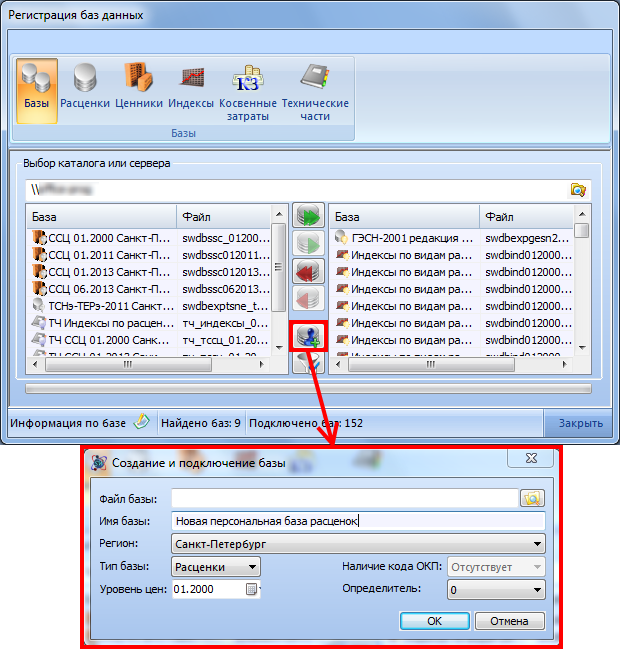 Регистрация баз данных
Базы
Расценки
Ценники
Индексы
Косвенные затраты
Технические части
Базы
Выбор каталога или сервера
\\
База Файл
ССЦ 01.2000 Санкт-П... swdbssc_01200...
ССЦ 01.2011 Санкт-П... swdbssc012011...
ССЦ 01.2013 Санкт-П... swdbssc012013...
ССЦ 06.2013 Санкт-П... swdbssc062013...
ТСНэ-ТЕРэ-2011 Санкт... swdbexptsne_t...
ТЧ Индексы по расцен... тч_индексы_0...
ТЧ ССЦ 01.2000 Санкт... тч_тссц_01.20...
База Файл
ГЭСН-2001 редакция ... swdbexpgesn2...
Индексы по видам ра... swdbind012000...
Индексы по видам ра... swdbind012000...
Индексы по видам ра... swdbind012000...
Индексы по видам ра... swdbind012000...
Индексы по видам ра... swdbind012000...
Индексы по видам ра... swdbind012000...
Информация по базе Найдено баз: 9 Подключено баз: 152 Закрыть
Создание и подключение базы
Файл базы:
Имя базы: Новая персональная база расценок
Регион: Санкт-Петербург
Тип базы: Расценки Наличие кода ОКП: Отсутствует
Уровень цен: 01.2000 Определитель: 0
ОК Отмена